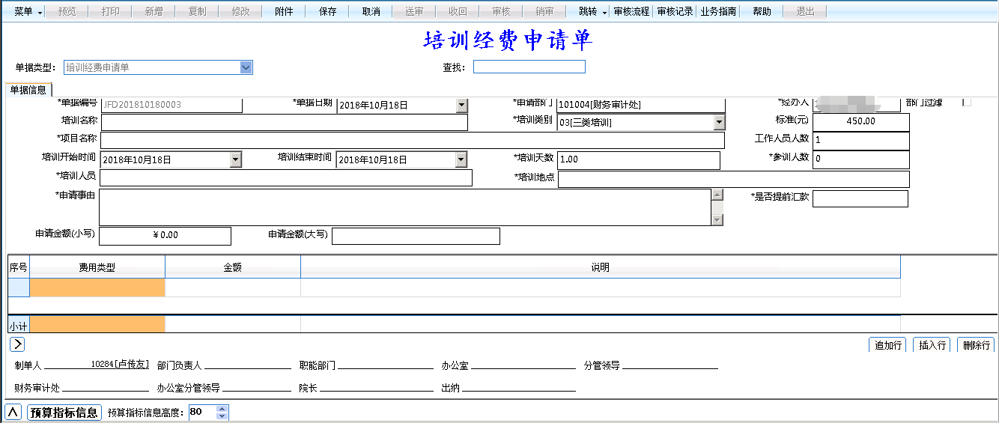 菜单 预览 打印 新增 复制 修改 附件 保存 取消 送审 收回 审核 销审 跳转 审核流程 审核记录 业务指南 帮助 退出
培训经费申请单
单据类型： 培训经费申请单 查找：
单据信息
*单据编号 JFD201810180003 *单据日期 2018年10月18日 *申请部门 101004[财务审计处] *经办人 部门过滤
培训名称 *培训类别 03[三类培训] 标准(元) 450.00
*项目名称 工作人员人数 1
培训开始时间 2018年10月18日 培训结束时间 2018年10月18日 *培训天数 1.00 *参训人数 0
*培训人员 *培训地点
*申请事由 *是否提前汇款
申请金额(小写) ￥0.00 申请金额(大写)
序号 费用类型 金额 说明
小计
追加行 插入行 删除行
制单人 10284[卢传友] 部门负责人 职能部门 办公室 分管领导
财务审计处 办公室分管领导 院长 出纳
预算指标信息 预算指标信息高度： 80